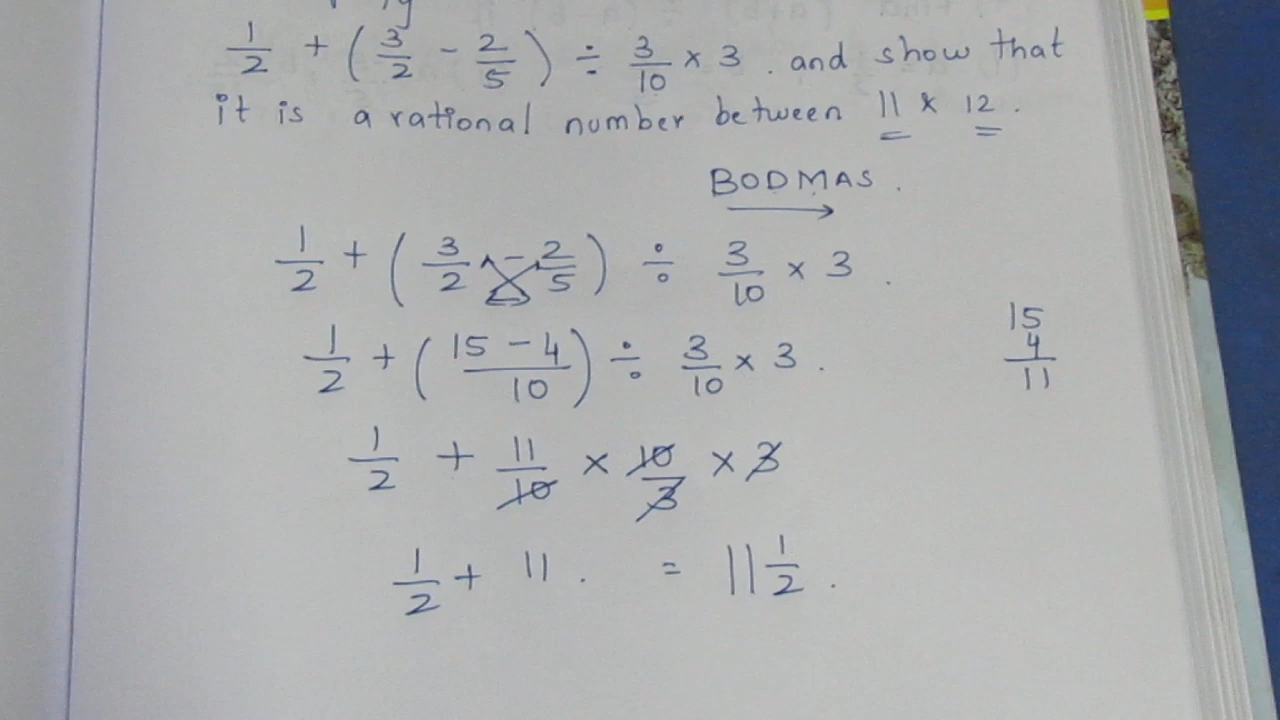 1/2 + ( 3/2 - 2/5 ) ÷ 3/10 × 3 . and show that
it is a rational number between 11 & 12 .
BODMAS .
1/2 + ( 3/2 - 2/5 ) ÷ 3/10 × 3 .
1/2 + ( 15 - 4 / 10 ) ÷ 3/10 × 3 .
15
4
11
1/2 + 11/10 × 10/3 × 3
1/2 + 11 . = 11 1/2 .